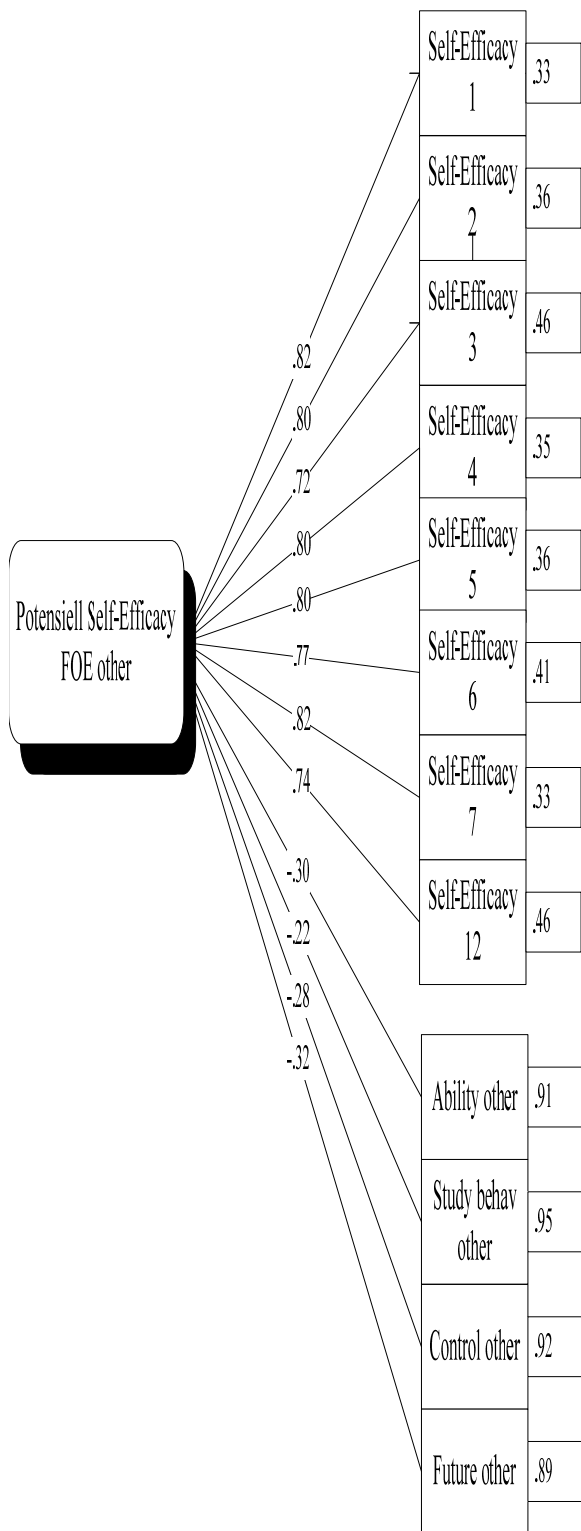 Self-Efficacy
1
.33
Self-Efficacy
2
.36
Self-Efficacy
3
.46
Self-Efficacy
4
.35
Self-Efficacy
5
.36
Self-Efficacy
6
.41
Self-Efficacy
7
.33
Self-Efficacy
12
.46
.82
.80
.72
.80
.80
.77
.82
.74
-.30
-.22
-.28
-.32
Potensiell Self-Efficacy
FOE other
Ability other
.91
Study behav
other
.95
Control other
.92
Future other
.89